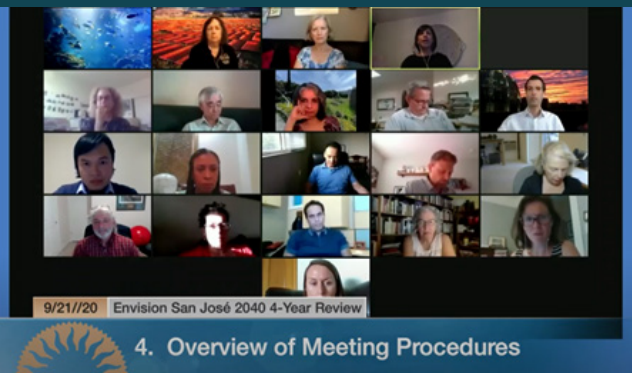 9/21//20 Envision San José 2040 4-Year Review
4. Overview of Meeting Procedures